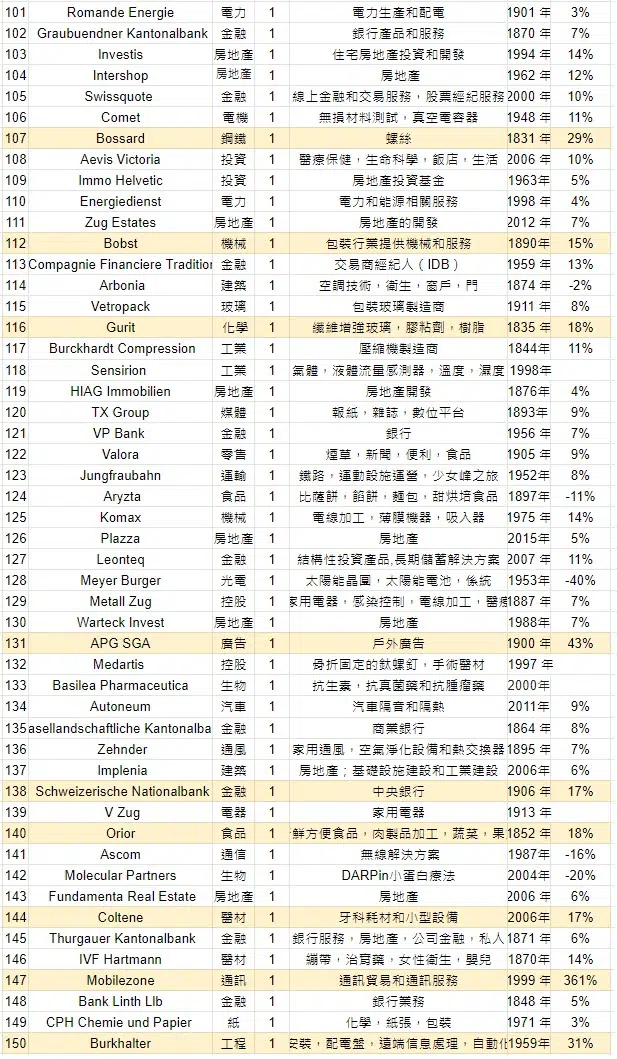 101 Romande Energie 電力 1 電力生產和配電 1901 年 3%
102 Graubuendner Kantonalbank 金融 1 銀行產品和服務 1870 年 7%
103 Investis 房地產 1 住宅房地產投資和開發 1994 年 14%
104 Intershop 房地產 1 房地產 1962 年 12%
105 Swissquote 金融 1 線上金融和交易服務，股票經紀服務 2000 年 10%
106 Comet 電機 1 無損材料測試，真空電容器 1948 年 11%
107 Bossard 鋼鐵 1 螺絲 1831 年 29%
108 Aevis Victoria 投資 1 醫療保健，生命科學，飯店，生活 2006 年 10%
109 Immo Helvetic 投資 1 房地產投資基金 1963年 5%
110 Energiedienst 電力 1 電力和能源相關服務 1998 年 4%
111 Zug Estates 房地產 1 房地產的開發 2012 年 7%
112 Bobst 機械 1 包裝行業提供機械和服務 1890年 15%
113 Compagnie Financiere Tradition 金融 1 交易商經紀人（IDB） 1959 年 13%
114 Arbonia 建築 1 空調技術，衛生，窗戶，門 1874 年 -2%
115 Vetropack 玻璃 1 包裝玻璃製造商 1911 年 8%
116 Gurit 化學 1 纖維增強玻璃，膠粘劑，樹脂 1835 年 18%
117 Burckhardt Compression 工業 1 壓縮機製造商 1844年 11%
118 Sensirion 工業 1 氣體，液體流量感測器，溫度，濕度 1998年
119 HIAG Immobilien 房地產 1 房地產開發 1876年 4%
120 TX Group 媒體 1 報紙，雜誌，數位平台 1893年 9%
121 VP Bank 金融 1 銀行 1956 年 7%
122 Valora 零售 1 煙草，新聞，便利，食品 1905 年 9%
123 Jungfraubahn 運輸 1 鐵路，運動設施運營，少女峰之旅 1952年 8%
124 Aryzta 食品 1 比薩餅，餡餅，麵包，甜烘培食品 1897年 -11%
125 Komax 機械 1 電線加工，薄膜機器，吸入器 1975 年 14%
126 Plazza 房地產 1 房地產 2015年 5%
127 Leonteq 金融 1 結構性投資產品,長期儲蓄解決方案 2007 年 11%
128 Meyer Burger 光電 1 太陽能晶圓，太陽能電池，係統 1953年 -40%
129 Metall Zug 控股 1 家用電器，感染控制，電線加工，醫療 1887 年 7%
130 Warteck Invest 房地產 1 房地產 1988年 7%
131 APG SGA 廣告 1 戶外廣告 1900 年 43%
132 Medartis 控股 1 骨折固定的鈦螺釘，手術醫材 1997 年
133 Basilea Pharmaceutica 生物 1 抗生素，抗真菌藥和抗腫瘤藥 2000年
134 Autoneum 汽車 1 汽車隔音和隔熱 2011年 9%
135 asellandschaftliche Kantonalba 金融 1 商業銀行 1864 年 8%
136 Zehnder 通風 1 家用通風，空氣淨化設備和熱交換器 1895 年 7%
137 Implenia 建築 1 房地產；基礎設施建設和工業建設 2006年 6%
138 Schweizerische Nationalbank 金融 1 中央銀行 1906 年 17%
139 V Zug 電器 1 家用電器 1913 年
140 Orior 食品 1 鮮方便食品，肉製品加工，蔬菜，果 1852 年 18%
141 Ascom 通信 1 無線解決方案 1987年 -16%
142 Molecular Partners 生物 1 DARPin小蛋白療法 2004年 -20%
143 Fundamenta Real Estate 房地產 1 房地產 2006 年 6%
144 Coltene 醫材 1 牙科耗材和小型設備 2006年 17%
145 Thurgauer Kantonalbank 金融 1 銀行服務，房地產，公司金融，私人 1871 年 6%
146 IVF Hartmann 醫材 1 繃帶，治育藥，女性衛生，嬰兒 1870年 14%
147 Mobilezone 通訊 1 通訊貿易和通訊服務 1999 年 361%
148 Bank Linth Llb 金融 1 銀行業務 1848 年 5%
149 CPH Chemie und Papier 紙 1 化學，紙張，包裝 1971 年 3%
150 Burkhalter 工程 1 安裝，配電盤，遠端信息處理，自動化 1959年 31%